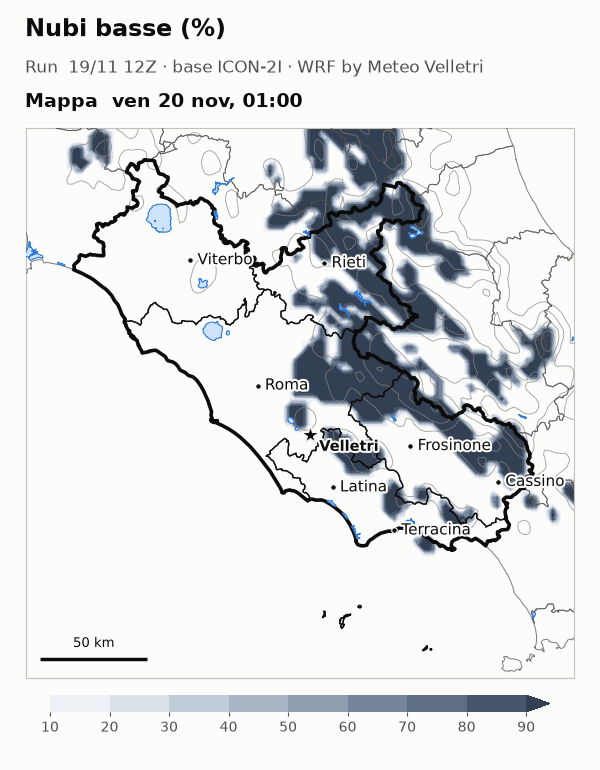 Nubi basse (%)
Run 19/11 12Z · base ICON-2I · WRF by Meteo Velletri
Mappa ven 20 nov, 01:00
Viterbo
Rieti
Roma
Velletri
Frosinone
Cassino
Latina
Terracina
50 km
10 20 30 40 50 60 70 80 90